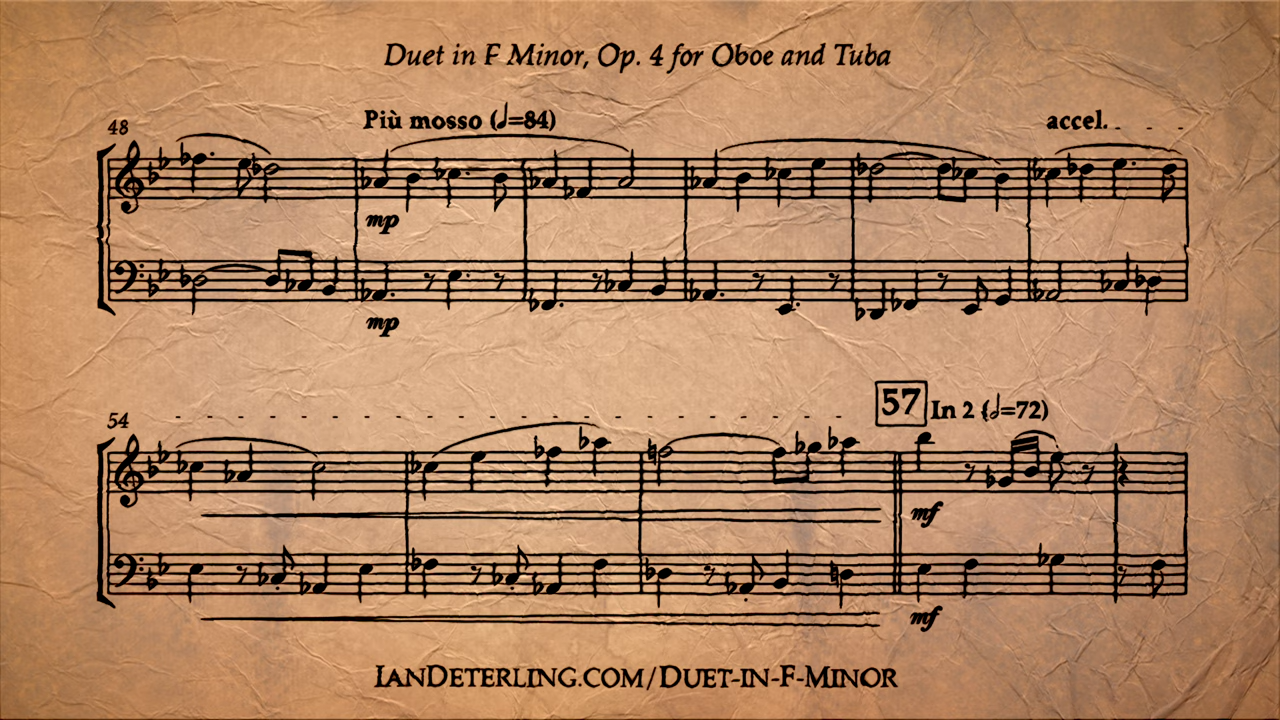 Duet in F Minor, Op. 4 for Oboe and Tuba
48
Più mosso (♩=84)
accel.
mp
mp
54
57
In 2 (𝅗𝅥=72)
mf
mf
IanDeterling.com/Duet-in-F-Minor